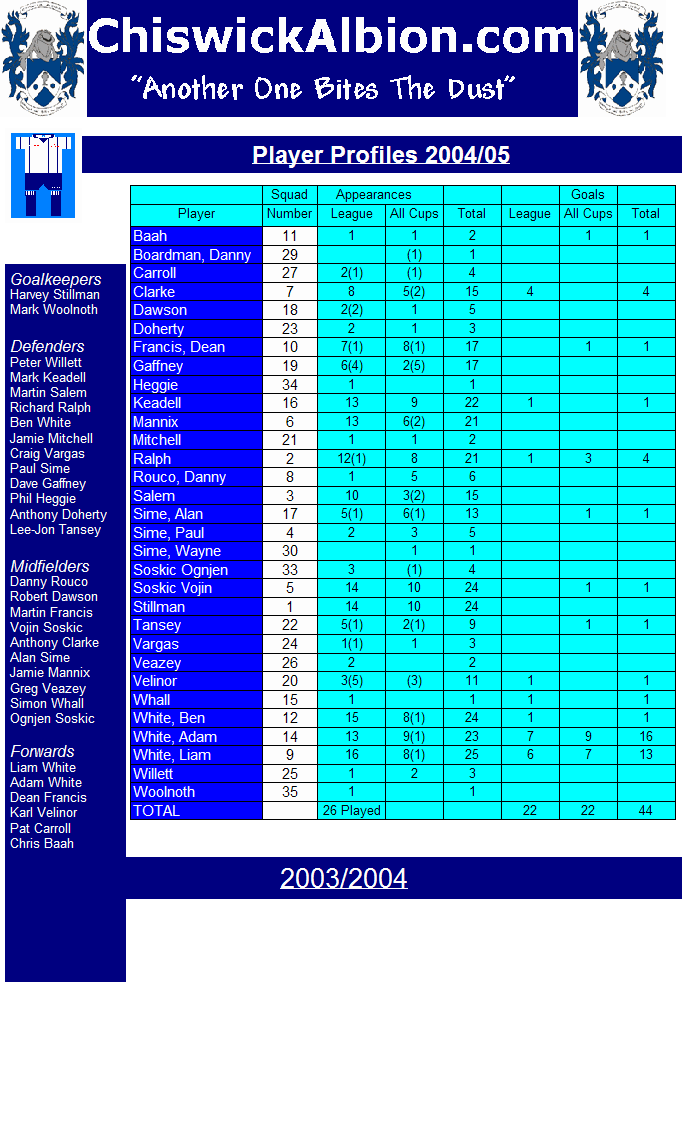 ChiswickAlbion.com
"Another One Bites The Dust"
Player Profiles 2004/05
Goalkeepers
Harvey Stillman
Mark Woolnoth
Defenders
Peter Willett
Mark Keadell
Martin Salem
Richard Ralph
Ben White
Jamie Mitchell
Craig Vargas
Paul Sime
Dave Gaffney
Phil Heggie
Anthony Doherty
Lee-Jon Tansey
Midfielders
Danny Rouco
Robert Dawson
Martin Francis
Vojin Soskic
Anthony Clarke
Alan Sime
Jamie Mannix
Greg Veazey
Simon Whall
Ognjen Soskic
Forwards
Liam White
Adam White
Dean Francis
Karl Velinor
Pat Carroll
Chris Baah
Squad Appearances Goals
Player Number League All Cups Total League All Cups Total
Baah 11 1 1 2 1 1
Boardman, Danny 29 (1) 1
Carroll 27 2(1) (1) 4
Clarke 7 8 5(2) 15 4 4
Dawson 18 2(2) 1 5
Doherty 23 2 1 3
Francis, Dean 10 7(1) 8(1) 17 1 1
Gaffney 19 6(4) 2(5) 17
Heggie 34 1 1
Keadell 16 13 9 22 1 1
Mannix 6 13 6(2) 21
Mitchell 21 1 1 2
Ralph 2 12(1) 8 21 1 3 4
Rouco, Danny 8 1 5 6
Salem 3 10 3(2) 15
Sime, Alan 17 5(1) 6(1) 13 1 1
Sime, Paul 4 2 3 5
Sime, Wayne 30 1 1
Soskic Ognjen 33 3 (1) 4
Soskic Vojin 5 14 10 24 1 1
Stillman 1 14 10 24
Tansey 22 5(1) 2(1) 9 1 1
Vargas 24 1(1) 1 3
Veazey 26 2 2
Velinor 20 3(5) (3) 11 1 1
Whall 15 1 1 1 1
White, Ben 12 15 8(1) 24 1 1
White, Adam 14 13 9(1) 23 7 9 16
White, Liam 9 16 8(1) 25 6 7 13
Willett 25 1 2 3
Woolnoth 35 1 1
TOTAL 26 Played 22 22 44
2003/2004